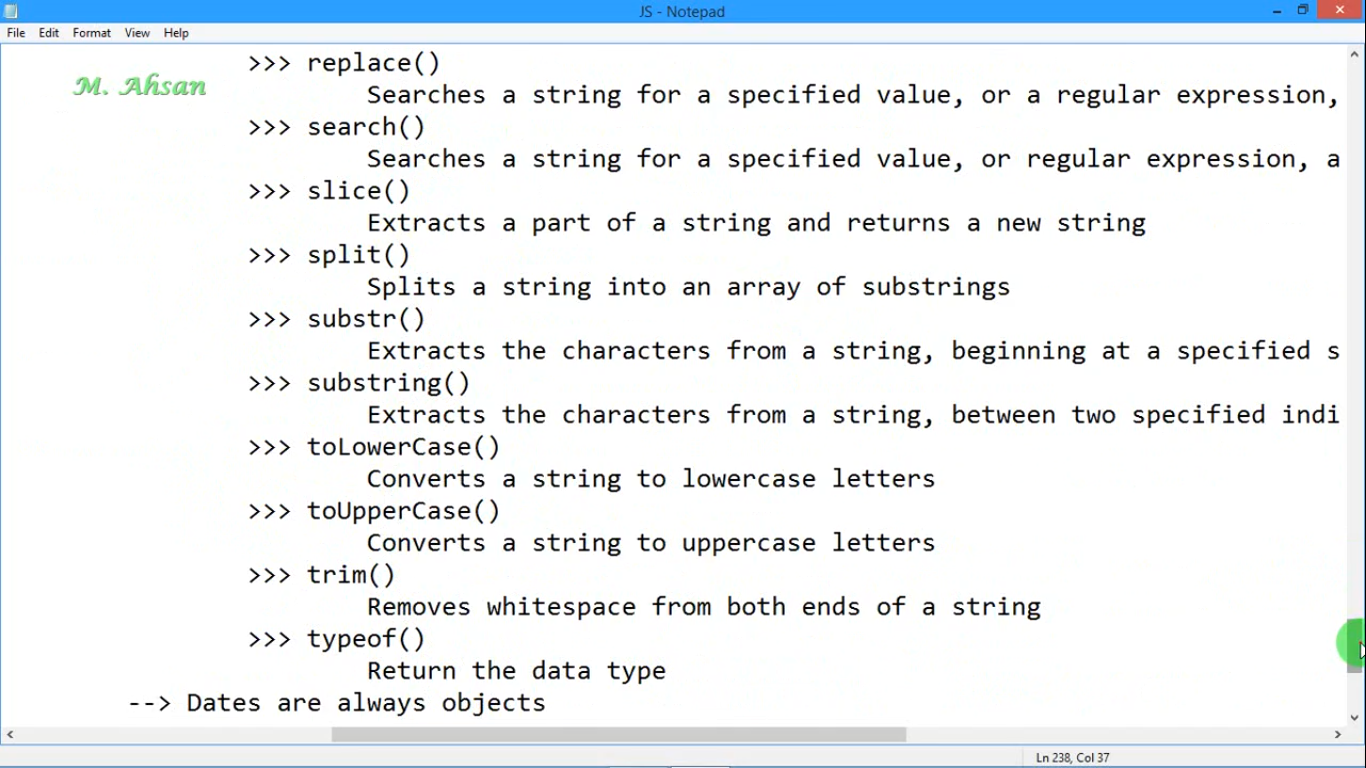 JS - Notepad
File Edit Format View Help
>>> replace()
M. Ahsan
Searches a string for a specified value, or a regular expression,
>>> search()
Searches a string for a specified value, or regular expression, a
>>> slice()
Extracts a part of a string and returns a new string
>>> split()
Splits a string into an array of substrings
>>> substr()
Extracts the characters from a string, beginning at a specified s
>>> substring()
Extracts the characters from a string, between two specified indi
>>> toLowerCase()
Converts a string to lowercase letters
>>> toUpperCase()
Converts a string to uppercase letters
>>> trim()
Removes whitespace from both ends of a string
>>> typeof()
Return the data type
--> Dates are always objects
Ln 238, Col 37